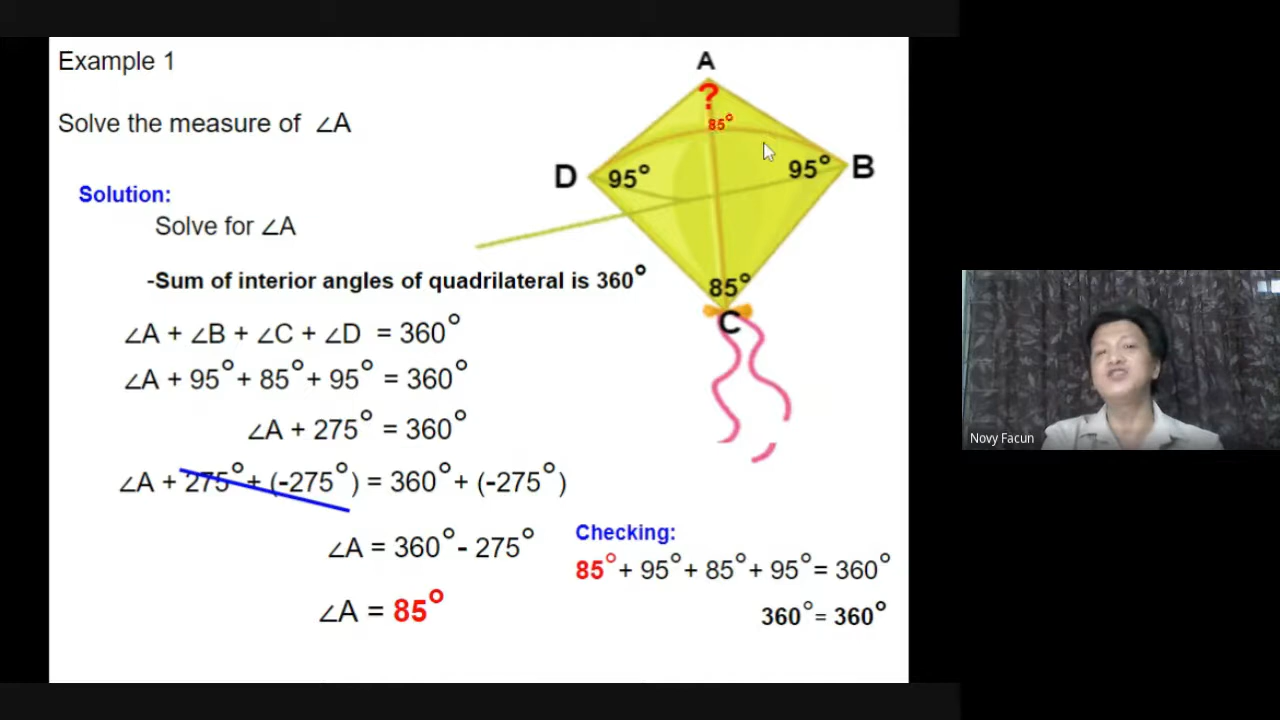 Example 1
Solve the measure of ∠A
Solution:
Solve for ∠A
-Sum of interior angles of quadrilateral is 360°
∠A + ∠B + ∠C + ∠D = 360°
∠A + 95° + 85° + 95° = 360°
∠A + 275° = 360°
∠A + 275° + (-275°) = 360° + (-275°)
∠A = 360° - 275°
∠A = 85°
A
?
85°
D
95°
95°
B
85°
C
Checking:
85° + 95° + 85° + 95° = 360°
360° = 360°
Novy Facun